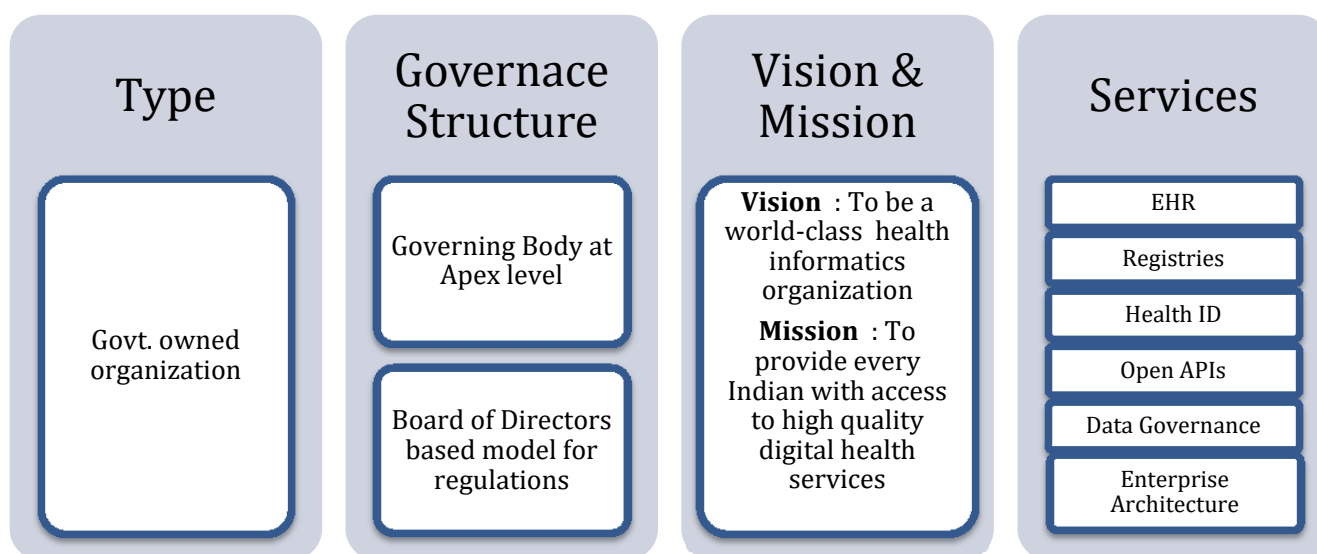 Type
Govt. owned
organization
Governace
Structure
Governing Body at
Apex level
Board of Directors
based model for
regulations
Vision &
Mission
Vision : To be a
world-class health
informatics
organization
Mission : To
provide every
Indian with access
to high quality
digital health
services
Services
EHR
Registries
Health ID
Open APIs
Data Governance
Enterprise
Architecture